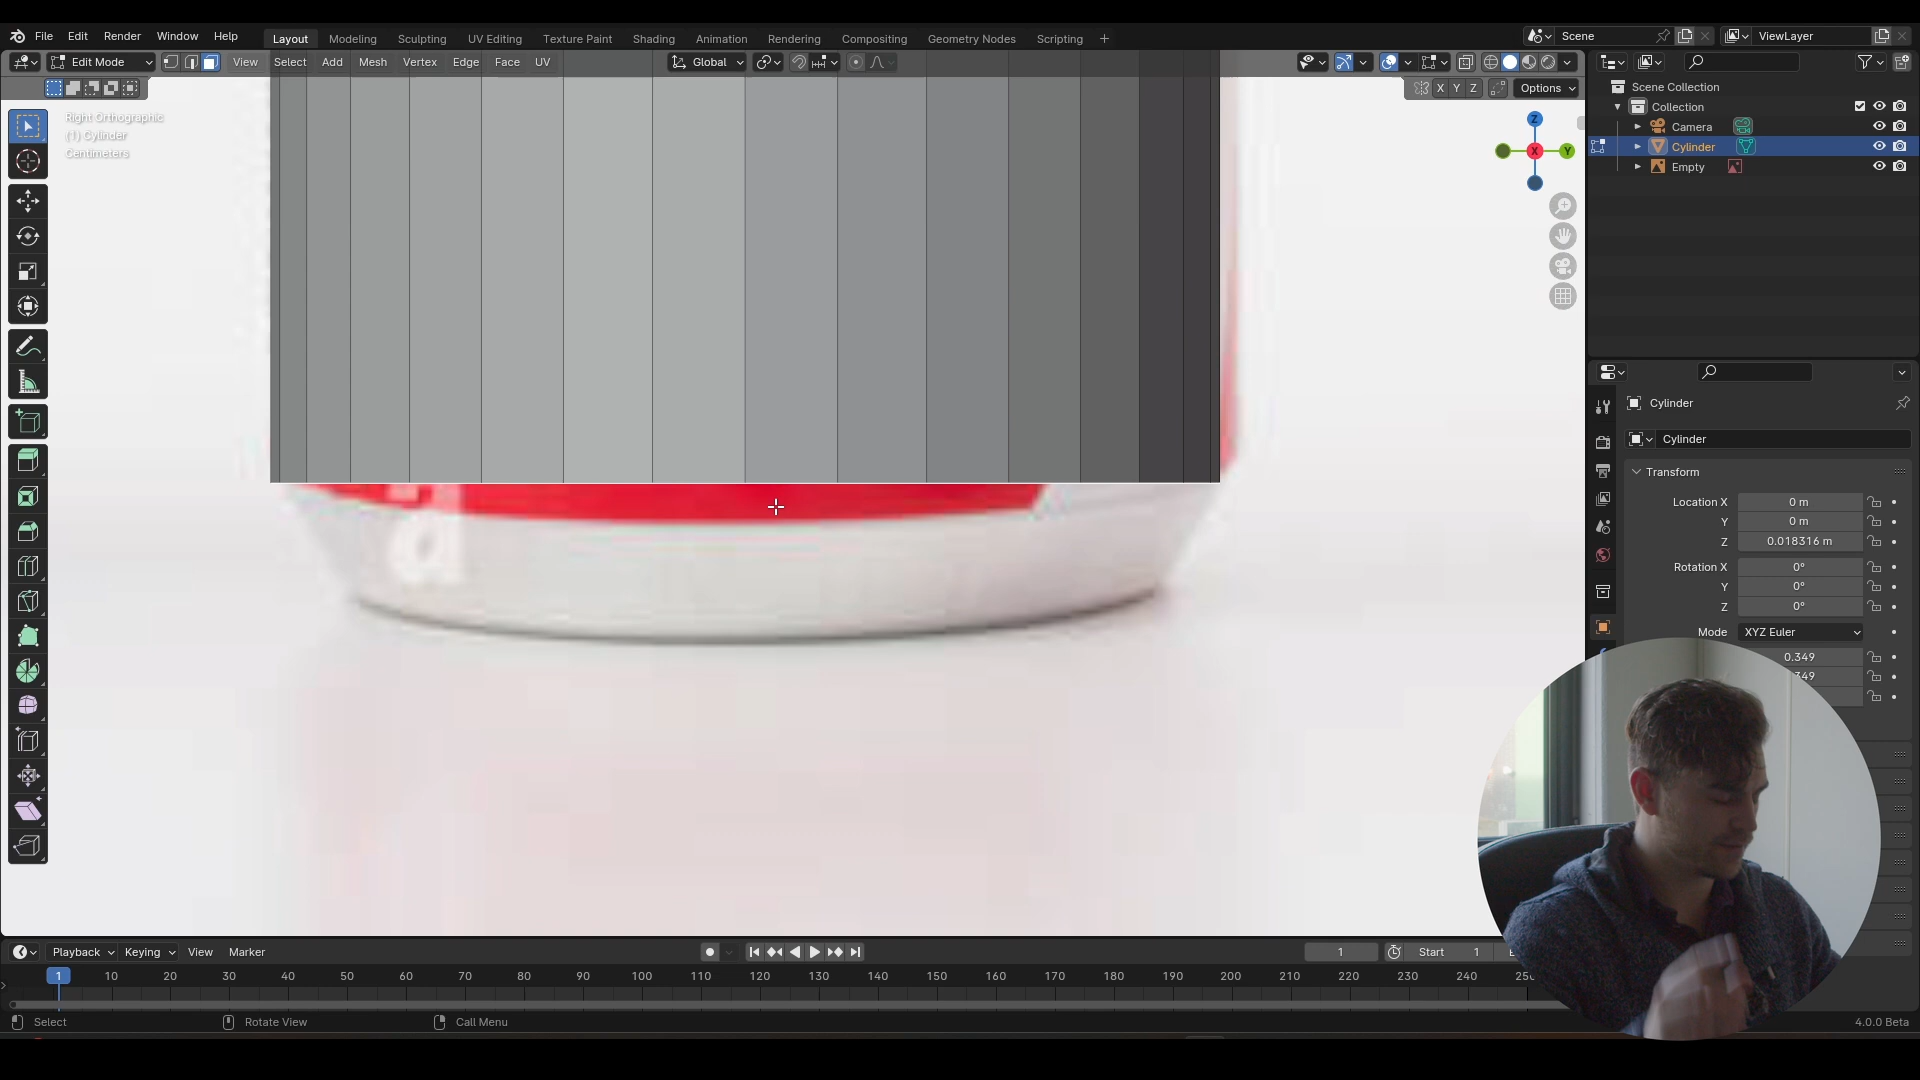 File Edit Render Window Help
Layout Modeling Sculpting UV Editing Texture Paint Shading Animation Rendering Compositing Geometry Nodes Scripting +
Scene
ViewLayer
Edit Mode
View Select Add Mesh Vertex Edge Face UV
Global
X Y Z
Options
Right Orthographic
(1) Cylinder
Centimeters
Z
X
Y
Scene Collection
Collection
Camera
Cylinder
Empty
Cylinder
Cylinder
Transform
Location X 0 m
Y 0 m
Z 0.018316 m
Rotation X 0°
Y 0°
Z 0°
Mode XYZ Euler
0.349
349
Playback Keying View Marker
1
Start 1
1 10 20 30 40 50 60 70 80 90 100 110 120 130 140 150 160 170 180 190 200 210 220 230 240
Select
Rotate View
Call Menu
4.0.0 Beta